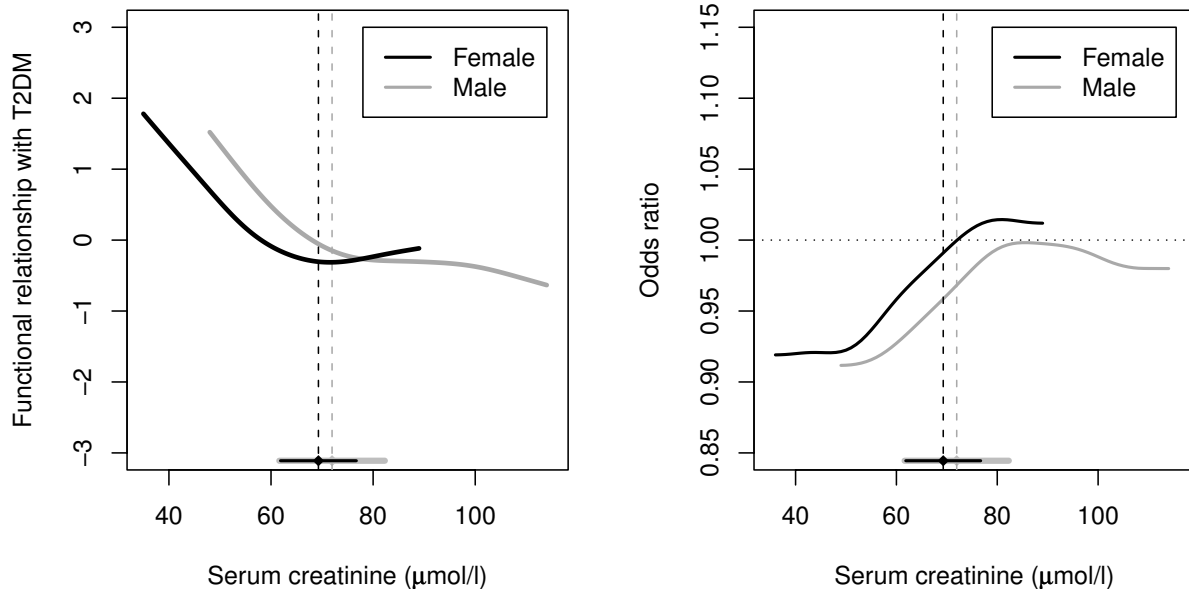 Functional relationship with T2DM
3
2
1
0
−1
−2
−3
Female
Male
40
60
80
100
Serum creatinine (μmol/l)
Odds ratio
1.15
1.10
1.05
1.00
0.95
0.90
0.85
Female
Male
40
60
80
100
Serum creatinine (μmol/l)